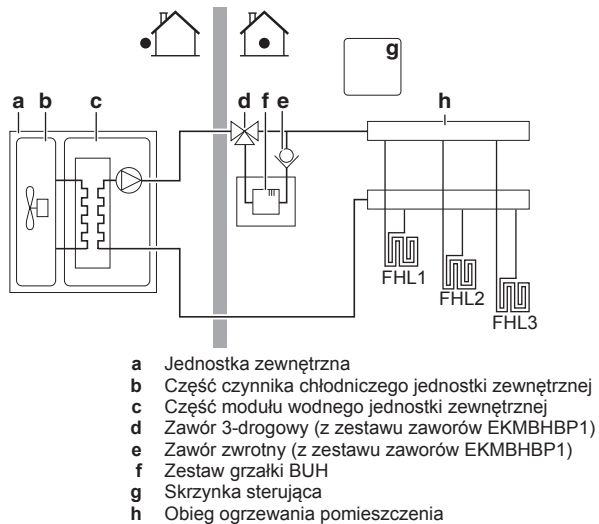 g
a b c d f e h
FHL1
FHL2
FHL3
a Jednostka zewnętrzna
b Część czynnika chłodniczego jednostki zewnętrznej
c Część modułu wodnego jednostki zewnętrznej
d Zawór 3-drogowy (z zestawu zaworów EKMBHBP1)
e Zawór zwrotny (z zestawu zaworów EKMBHBP1)
f Zestaw grzałki BUH
g Skrzynka sterująca
h Obieg ogrzewania pomieszczenia